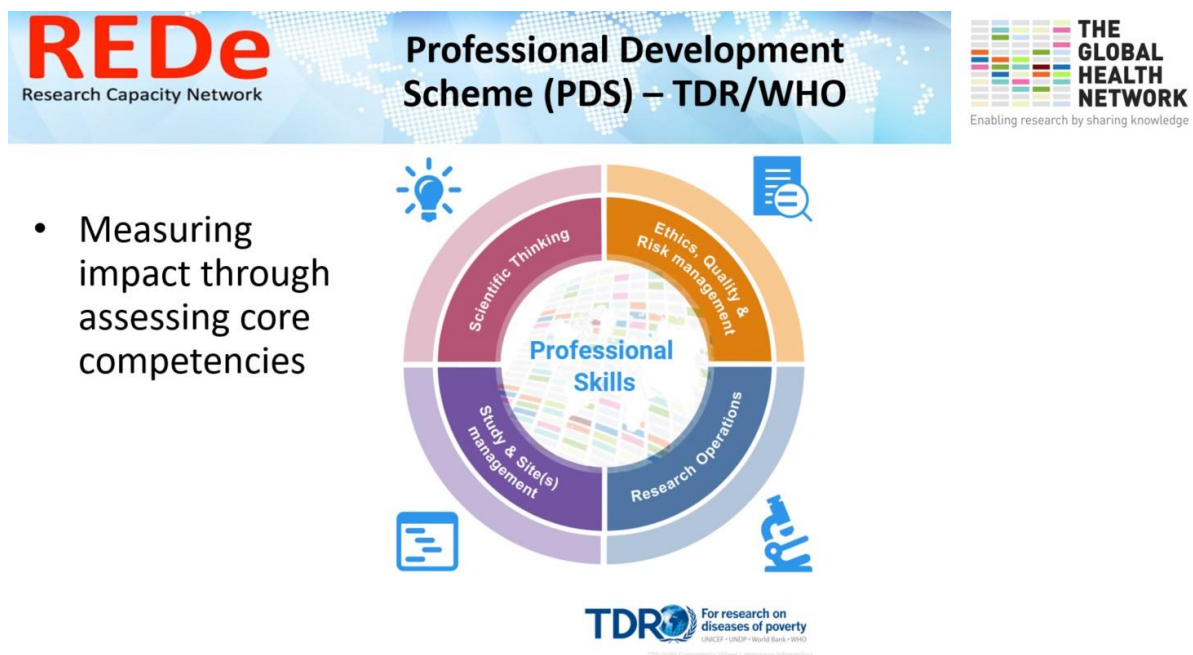 REDe
Research Capacity Network
Professional Development
Scheme (PDS) – TDR/WHO
THE
GLOBAL
HEALTH
NETWORK
Enabling research by sharing knowledge
• Measuring
impact through
assessing core
competencies
Scientific Thinking
Ethics, Quality &
Risk management
Professional
Skills
Study & Site(s)
management
Research Operations
TDR
For research on
diseases of poverty
UNICEF • UNDP • World Bank • WHO